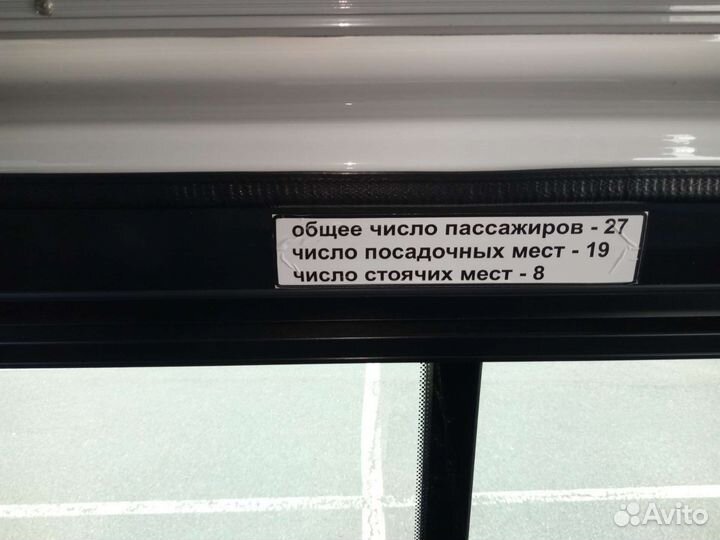 общее число пассажиров - 27
число посадочных мест - 19
число стоячих мест - 8
Avito